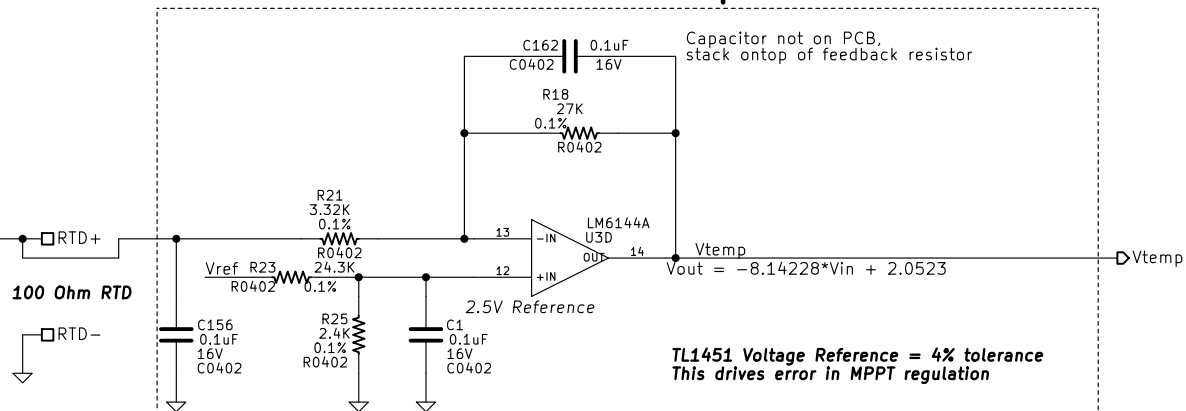 Capacitor not on PCB,
stack ontop of feedback resistor
C162 0.1uF
C0402 16V
R18
27K
0.1%
R0402
R21
3.32K
0.1%
R0402
RTD+
13 -IN
LM6144A
U3D
OUT 14
Vtemp
Vout = -8.14228*Vin + 2.0523
Vtemp
Vref R23 24.3K
R0402 0.1%
12 +IN
2.5V Reference
100 Ohm RTD
RTD-
C156
0.1uF
16V
C0402
R25
2.4K
0.1%
R0402
C1
0.1uF
16V
C0402
TL1451 Voltage Reference = 4% tolerance
This drives error in MPPT regulation